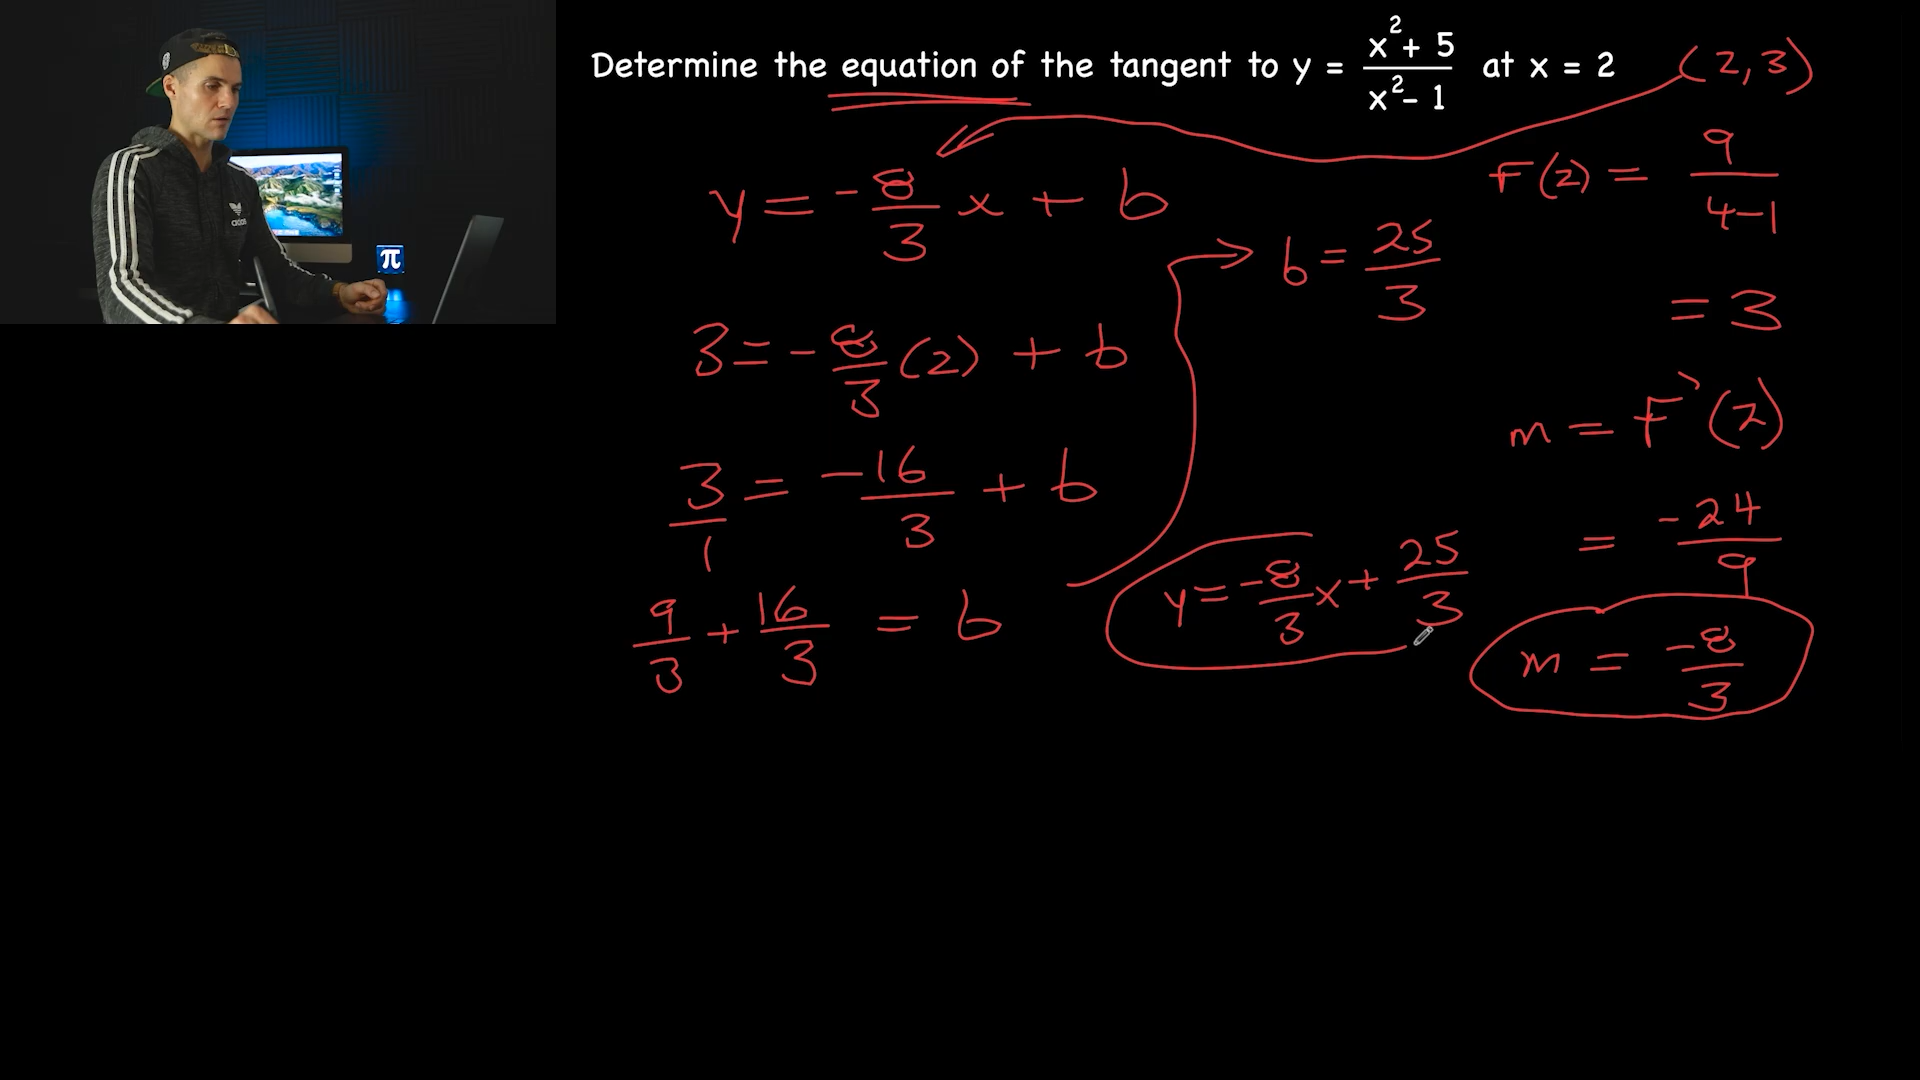 Determine the equation of the tangent to y = (x²+ 5)/(x²- 1) at x = 2 (2,3)
y = -8/3 x + b
F(2) = 9/(4-1)
b = 25/3
= 3
3 = -8/3 (2) + b
m = F'(2)
3/1 = -16/3 + b
= -24/9
9/3 + 16/3 = b
y = -8/3 x + 25/3
m = -8/3
π
adidas